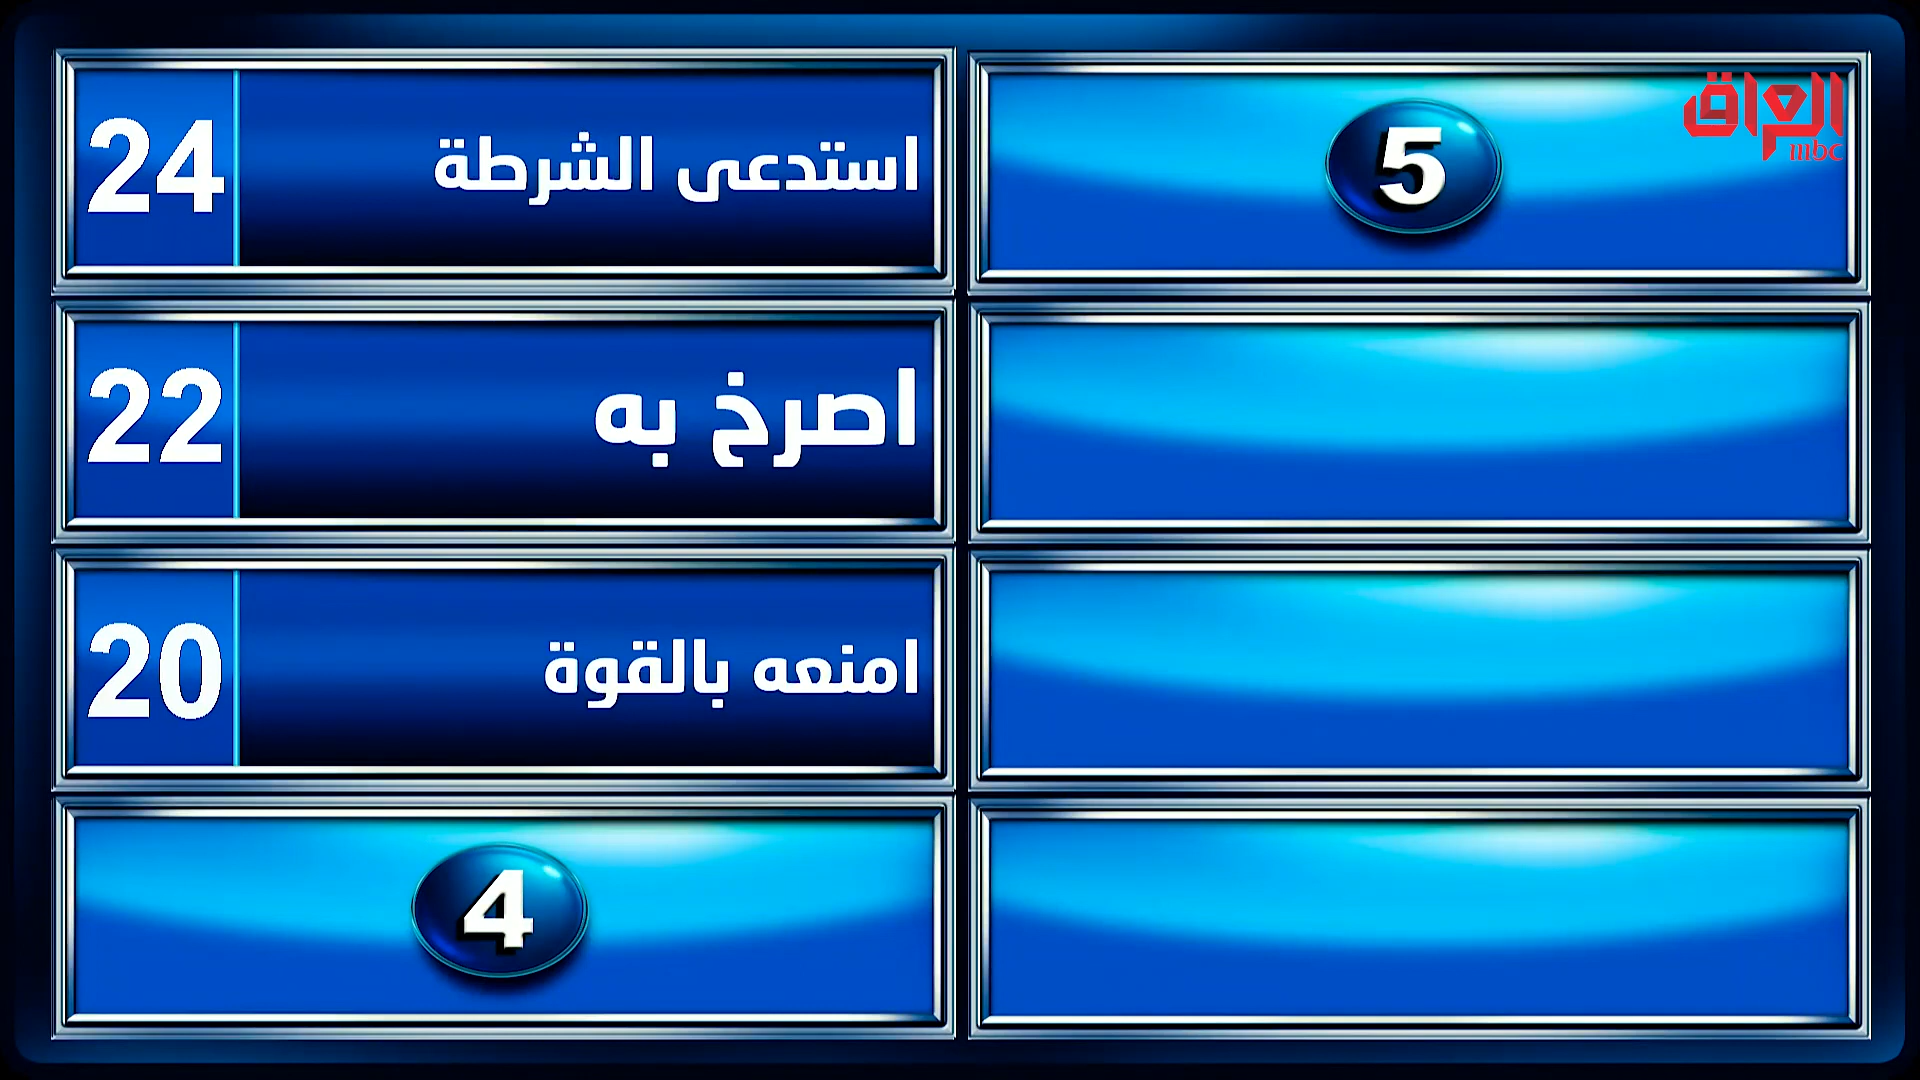 24 استدعى الشرطة
22 اصرخ به
20 امنعه بالقوة
4
5
العراق
mbc